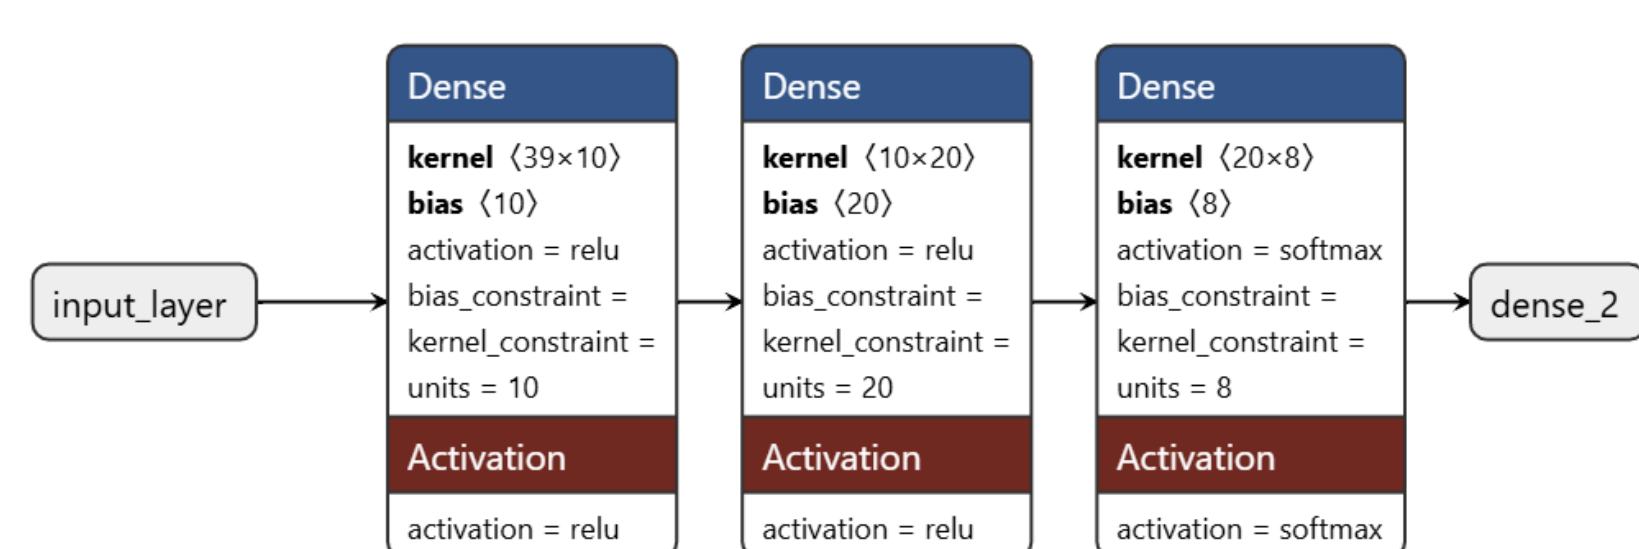 input_layer
Dense
kernel 〈39×10〉
bias 〈10〉
activation = relu
bias_constraint =
kernel_constraint =
units = 10
Activation
activation = relu
Dense
kernel 〈10×20〉
bias 〈20〉
activation = relu
bias_constraint =
kernel_constraint =
units = 20
Activation
activation = relu
Dense
kernel 〈20×8〉
bias 〈8〉
activation = softmax
bias_constraint =
kernel_constraint =
units = 8
Activation
activation = softmax
dense_2